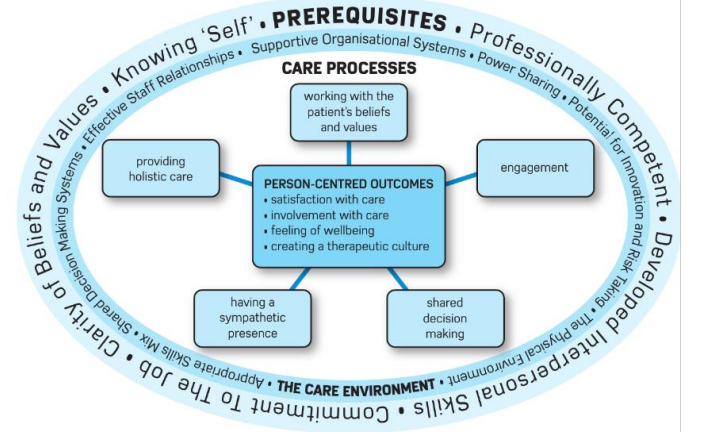 PREREQUISITES • Professionally Competent • Developed Interpersonal Skills • Commitment To The Job • Clarity of Beliefs and Values • Knowing ‘Self’ •
Supportive Organisational Systems • Power Sharing • Potential for Innovation and Risk Taking • The Physical Environment • THE CARE ENVIRONMENT • Appropriate Skills Mix • Shared Decision Making Systems • Effective Staff Relationships •
CARE PROCESSES
working with the
patient’s beliefs
and values
providing
holistic care
engagement
PERSON-CENTRED OUTCOMES
• satisfaction with care
• involvement with care
• feeling of wellbeing
• creating a therapeutic culture
having a
sympathetic
presence
shared
decision
making